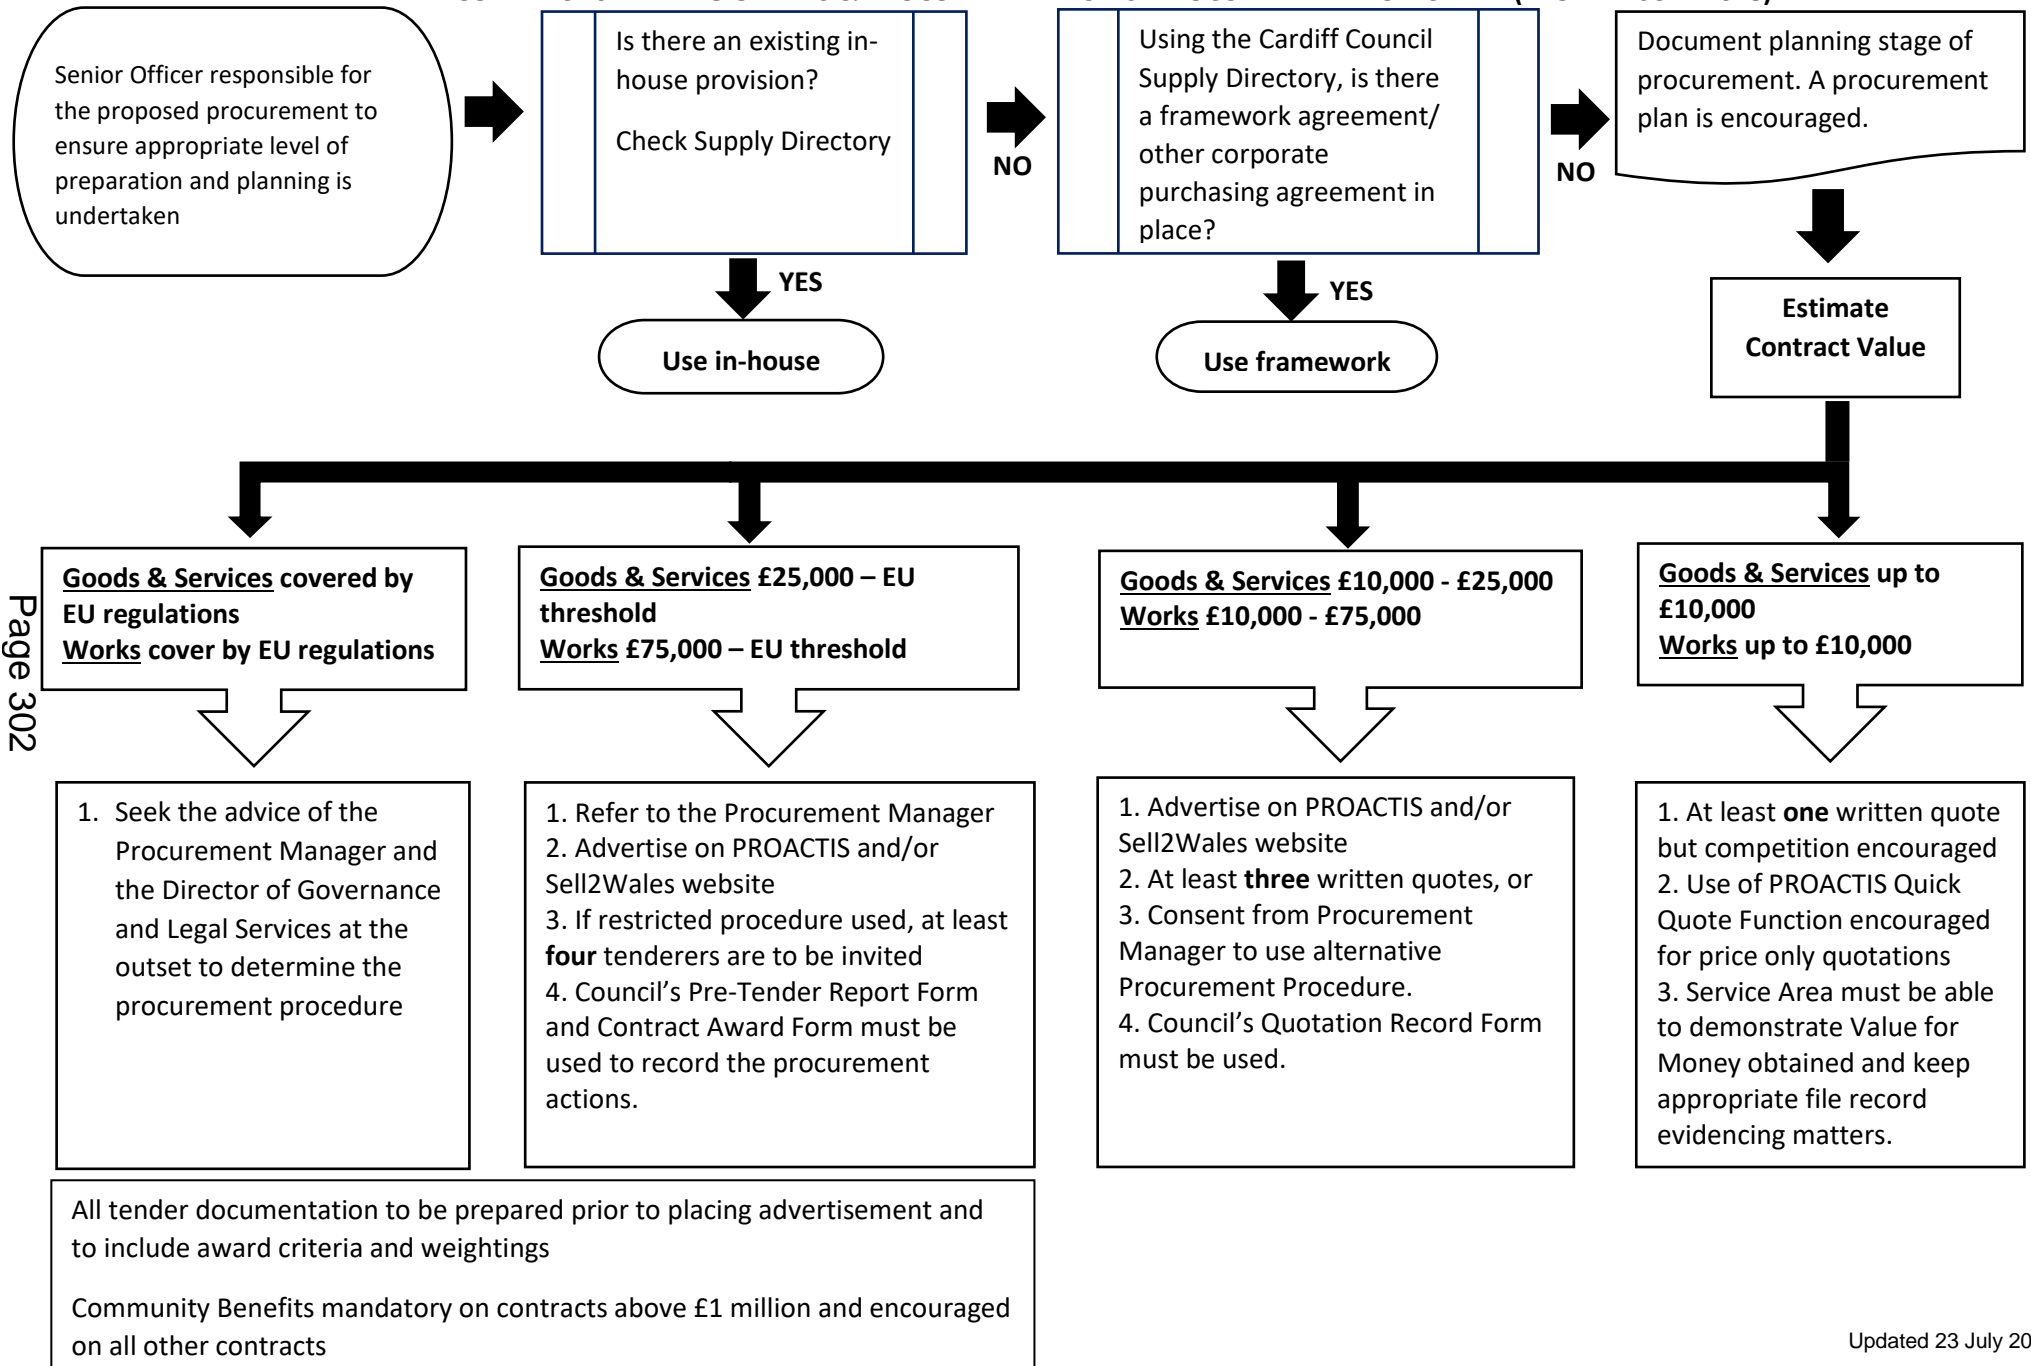 Senior Officer responsible for
the proposed procurement to
ensure appropriate level of
preparation and planning is
undertaken
Is there an existing in-
house provision?
Check Supply Directory
NO
YES
Use in-house
Using the Cardiff Council
Supply Directory, is there
a framework agreement/
other corporate
purchasing agreement in
place?
NO
YES
Use framework
Document planning stage of
procurement. A procurement
plan is encouraged.
Estimate
Contract Value
Goods & Services covered by
EU regulations
Works cover by EU regulations
Goods & Services £25,000 – EU
threshold
Works £75,000 – EU threshold
Goods & Services £10,000 - £25,000
Works £10,000 - £75,000
Goods & Services up to
£10,000
Works up to £10,000
1. Seek the advice of the
Procurement Manager and
the Director of Governance
and Legal Services at the
outset to determine the
procurement procedure
1. Refer to the Procurement Manager
2. Advertise on PROACTIS and/or
Sell2Wales website
3. If restricted procedure used, at least
four tenderers are to be invited
4. Council’s Pre-Tender Report Form
and Contract Award Form must be
used to record the procurement
actions.
1. Advertise on PROACTIS and/or
Sell2Wales website
2. At least three written quotes, or
3. Consent from Procurement
Manager to use alternative
Procurement Procedure.
4. Council’s Quotation Record Form
must be used.
1. At least one written quote
but competition encouraged
2. Use of PROACTIS Quick
Quote Function encouraged
for price only quotations
3. Service Area must be able
to demonstrate Value for
Money obtained and keep
appropriate file record
evidencing matters.
All tender documentation to be prepared prior to placing advertisement and
to include award criteria and weightings
Community Benefits mandatory on contracts above £1 million and encouraged
on all other contracts
Page 302
Updated 23 July 20